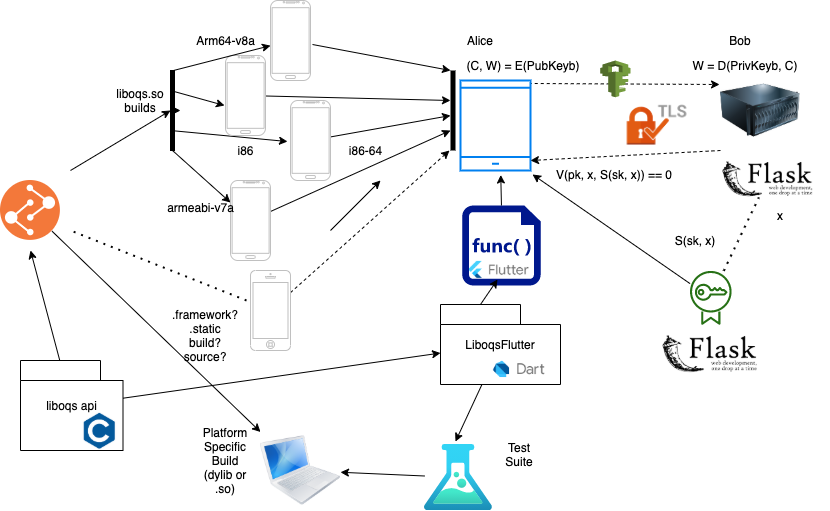 Arm64-v8a
Alice
Bob
(C, W) = E(PubKeyb)
W = D(PrivKeyb, C)
liboqs.so
builds
TLS
i86
i86-64
V(pk, x, S(sk, x)) == 0
Flask
web development,
one drop at a time
armeabi-v7a
x
func( )
Flutter
S(sk, x)
.framework?
.static
build?
source?
LiboqsFlutter
Dart
Flask
web development,
one drop at a time
liboqs api
C
Platform
Specific
Build
(dylib or
.so)
Test
Suite